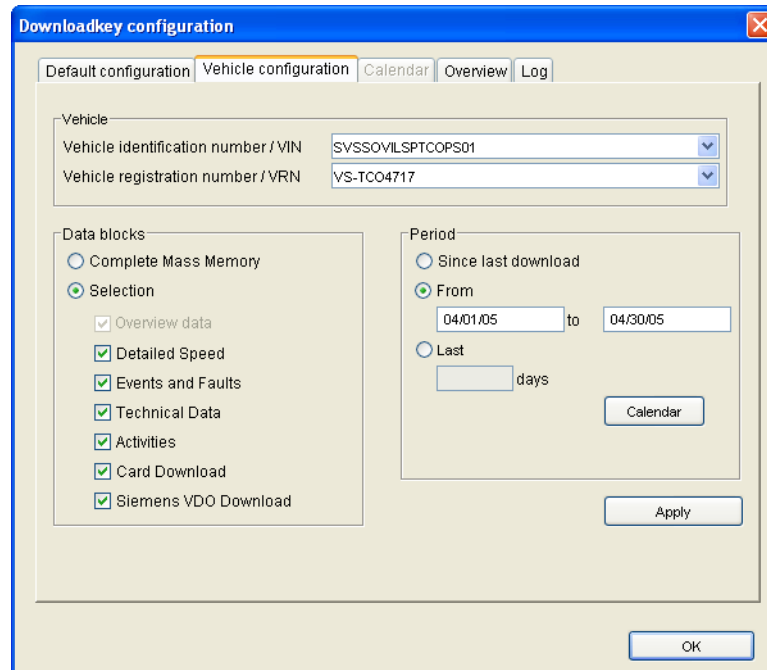 Downloadkey configuration
Default configuration Vehicle configuration Calendar Overview Log
Vehicle
Vehicle identification number / VIN SVSSOVILSPTCOPS01
Vehicle registration number / VRN VS-TCO4717
Data blocks
Complete Mass Memory
Selection
Overview data
Detailed Speed
Events and Faults
Technical Data
Activities
Card Download
Siemens VDO Download
Period
Since last download
From
04/01/05 to 04/30/05
Last
days
Calendar
Apply
OK